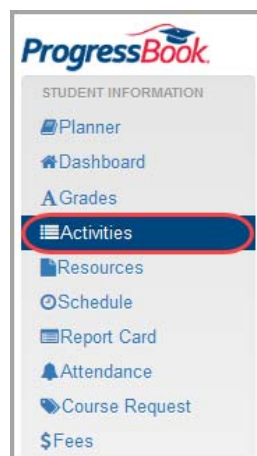 ProgressBook
STUDENT INFORMATION
Planner
Dashboard
Grades
Activities
Resources
Schedule
Report Card
Attendance
Course Request
Fees